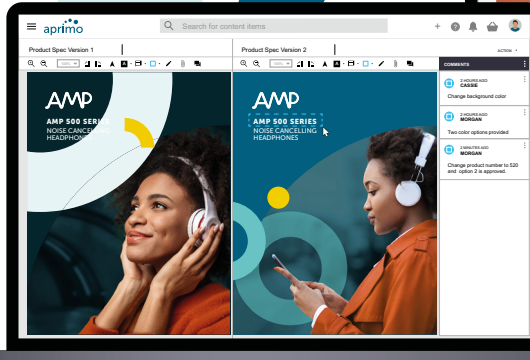 aprimo
Search for content items
Product Spec Version 1
Product Spec Version 2
ACTION
COMMENTS
AMP
AMP 500 SERIES
NOISE CANCELLING
HEADPHONES
AMP
AMP 500 SERIES
NOISE CANCELLING
HEADPHONES
2 HOURS AGO
CASSIE
Change background color
2 HOURS AGO
MORGAN
Two color options provided
2 MINUTES AGO
MORGAN
Change product number to 520
and option 2 is approved.